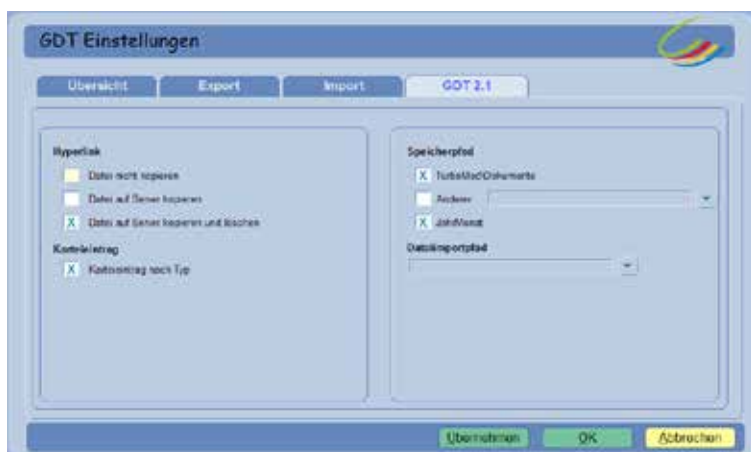 GDT Einstellungen
Übersicht
Export
Import
GDT 2.1
Hyperlink
Datei nicht kopieren
Datei auf Server kopieren
X Datei auf Server kopieren und löschen
Karteieintrag
X Karteieintrag nach Typ
Speicherpfad
X TurboMed\Dokumente
Anderer
X Jahr/Monat
Dateiimportpfad
Übernehmen
OK
Abbrechen